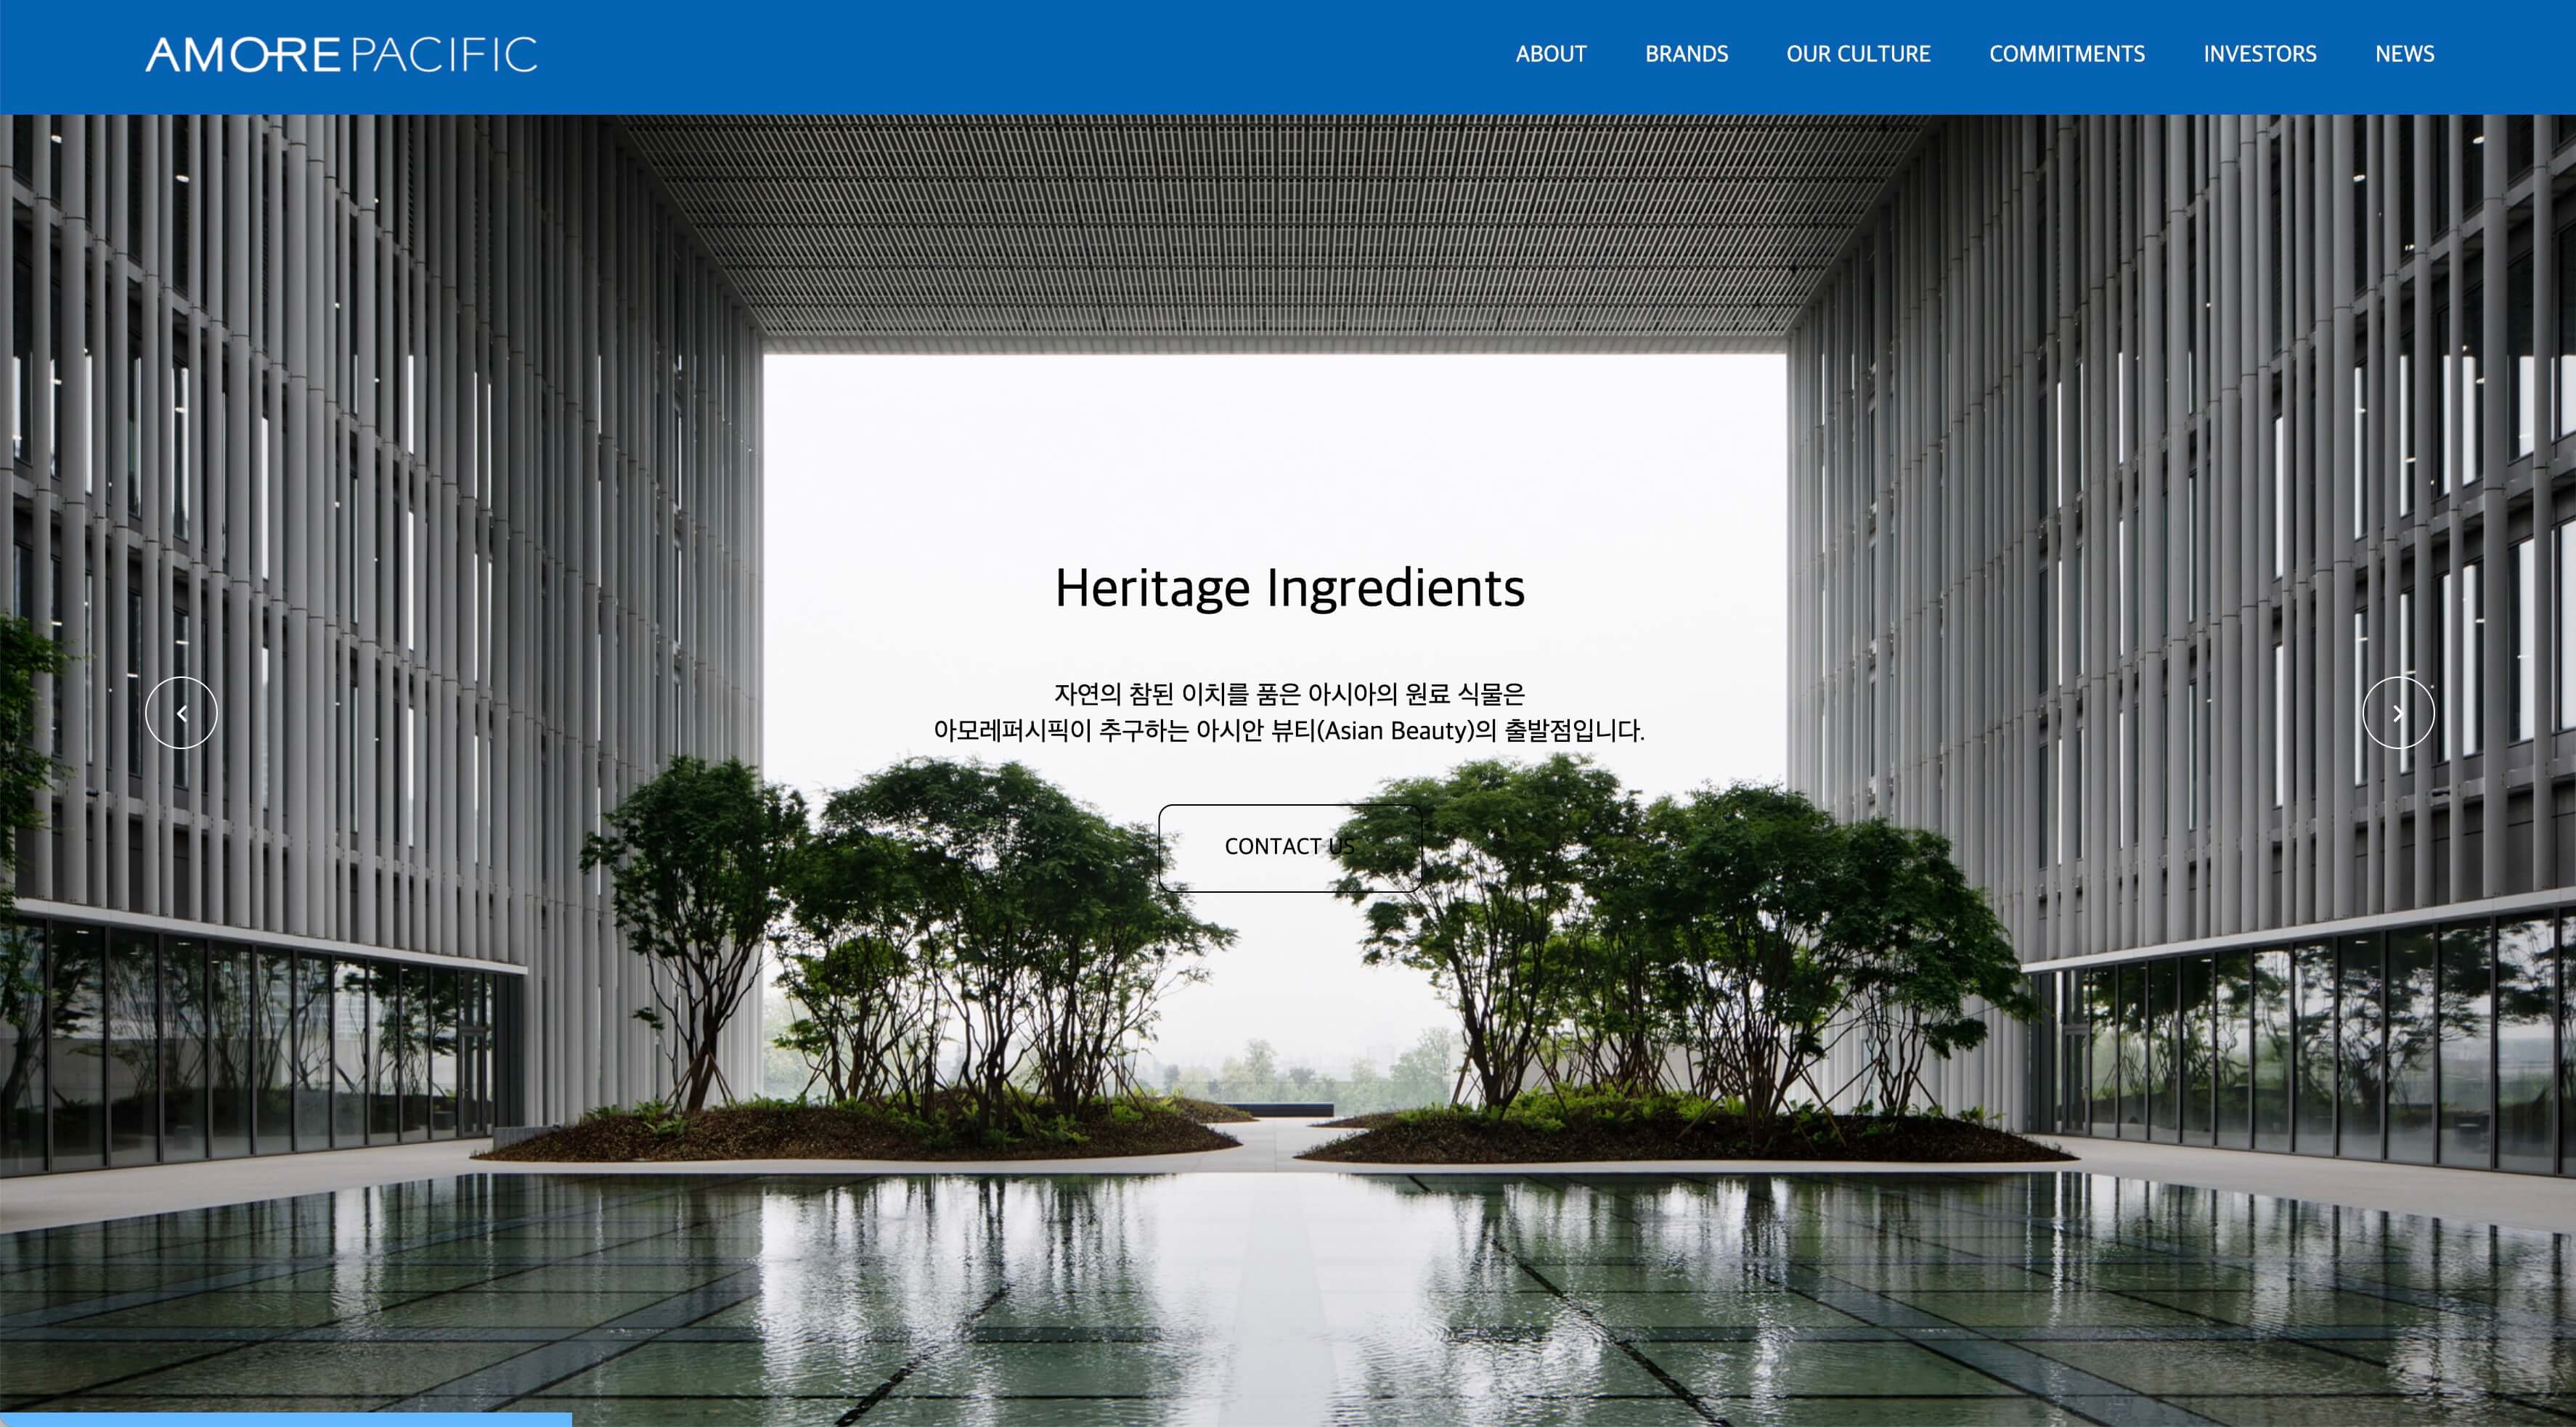 AMOREPACIFIC
ABOUT BRANDS OUR CULTURE COMMITMENTS INVESTORS NEWS
Heritage Ingredients
자연의 참된 이치를 품은 아시아의 원료 식물은
아모레퍼시픽이 추구하는 아시안 뷰티(Asian Beauty)의 출발점입니다.
CONTACT US